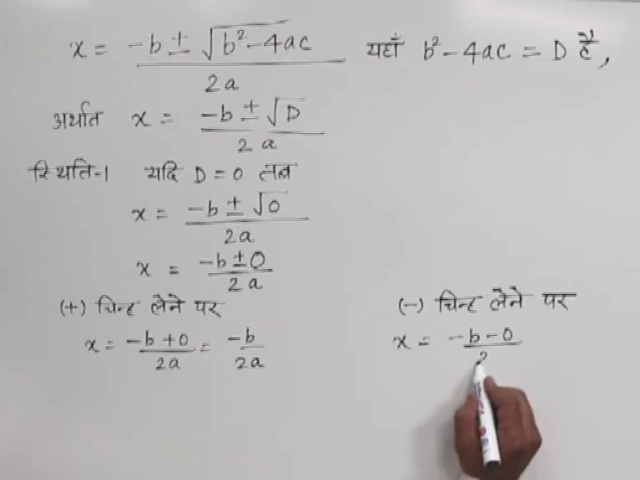 x = -b ± √b² - 4ac / 2a यहाँ b² - 4ac = D है,
अर्थात x = -b ± √D / 2a
स्थिति-1 यदि D = 0 तब
x = -b ± √0 / 2a
x = -b ± 0 / 2a
(+) चिन्ह लेने पर (-) चिन्ह लेने पर
x = -b + 0 / 2a = -b / 2a x = -b - 0 / 2